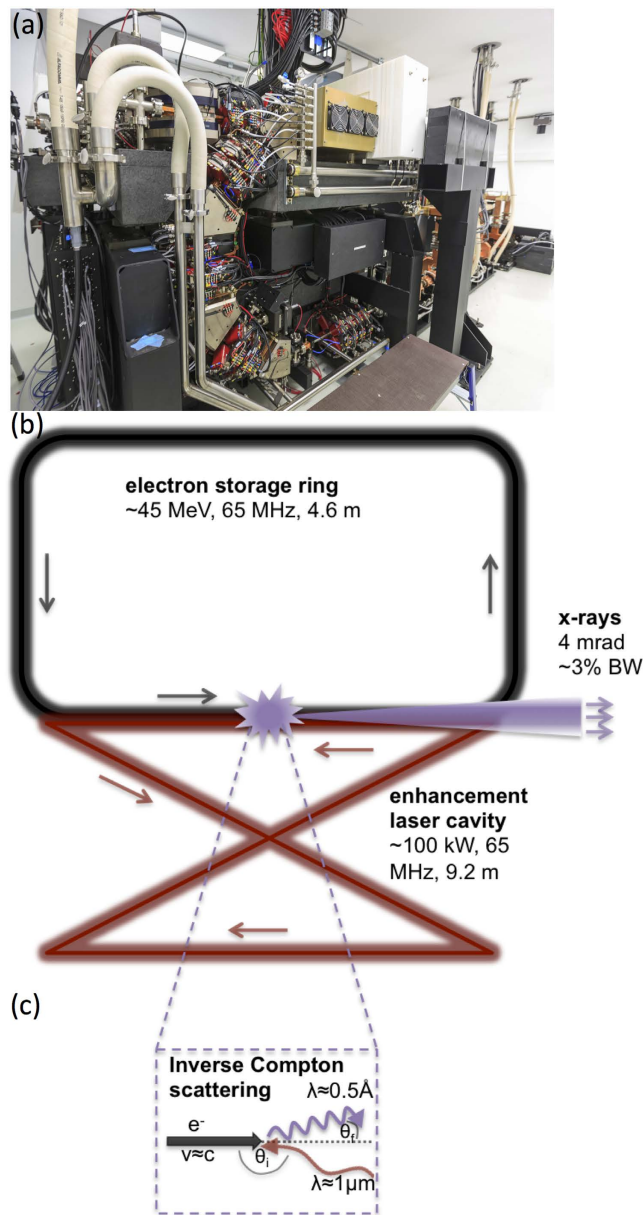 (a)
(b)
electron storage ring
~45 MeV, 65 MHz, 4.6 m
x-rays
4 mrad
~3% BW
enhancement
laser cavity
~100 kW, 65
MHz, 9.2 m
(c)
Inverse Compton
scattering
λ≈0.5Å
e-
v≈c
θi
θf
λ≈1μm